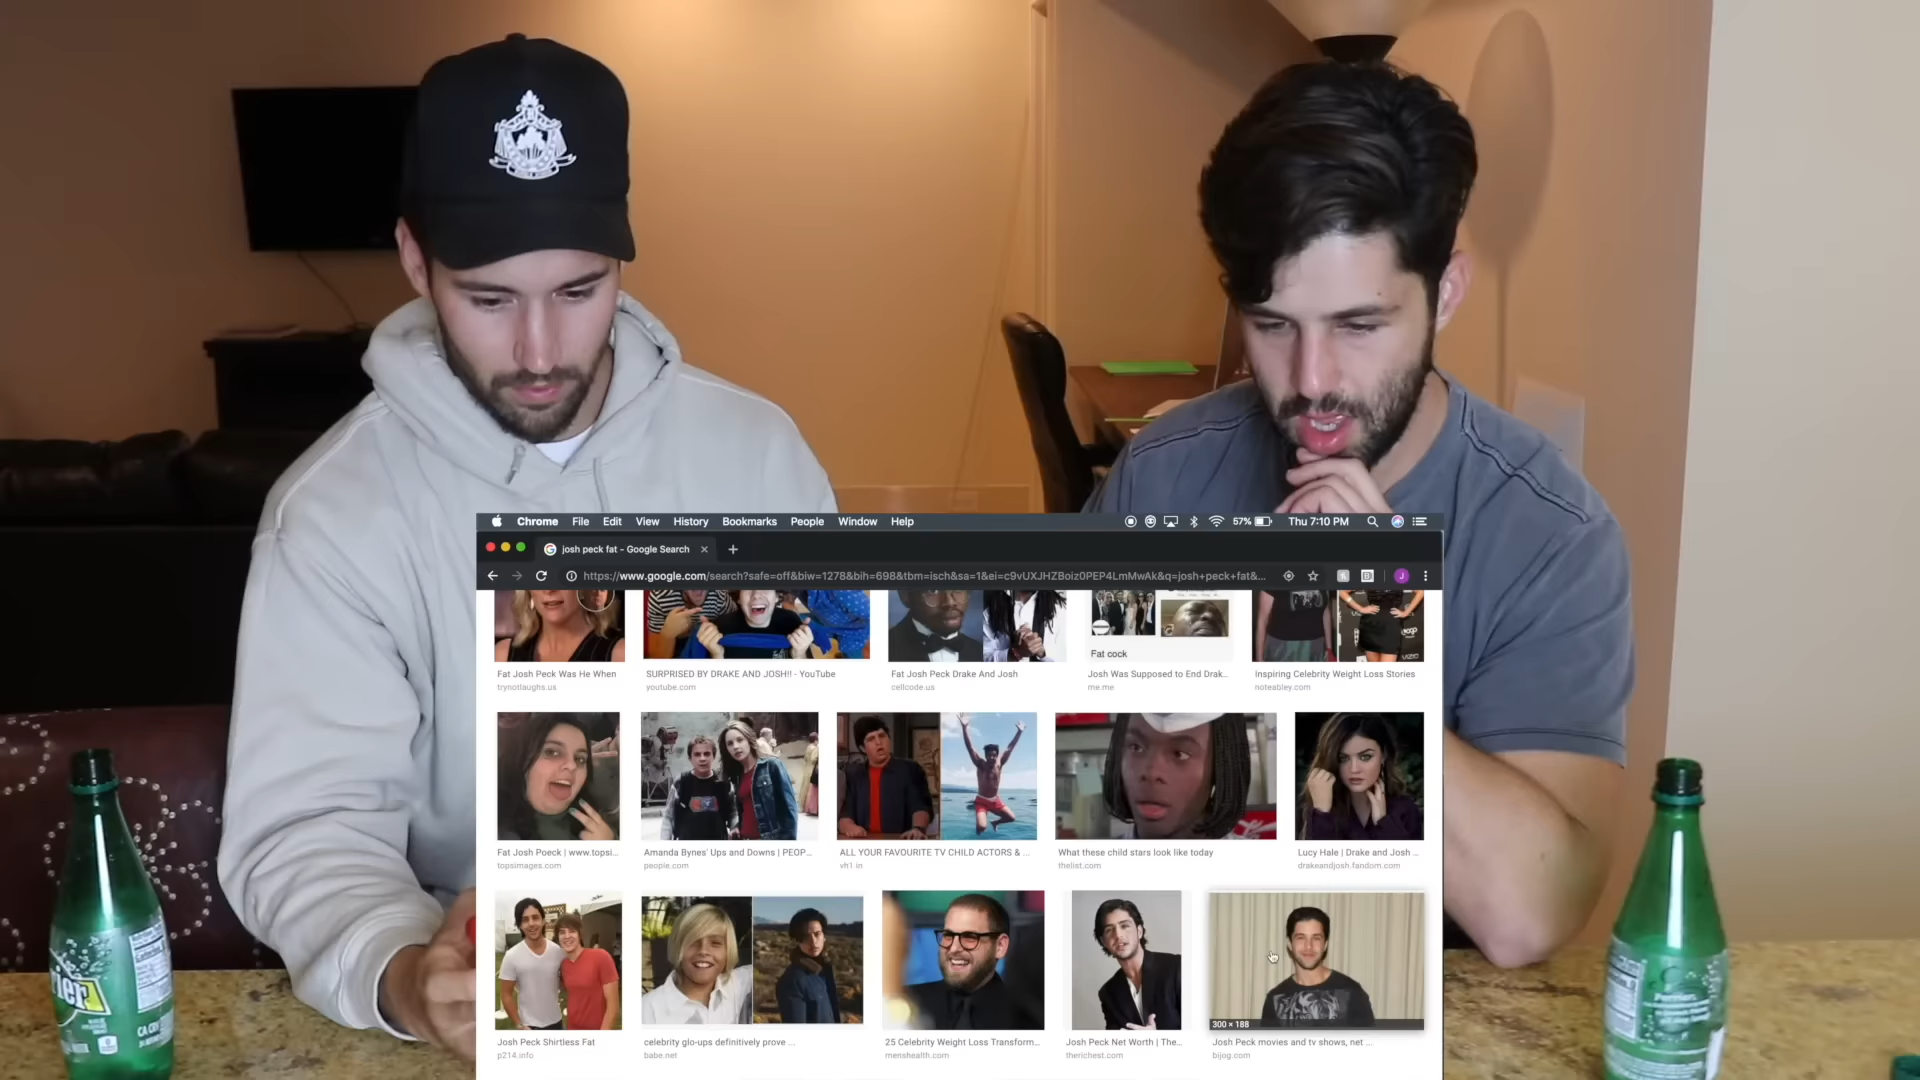 Chrome File Edit View History Bookmarks People Window Help
57% Thu 7:10 PM
josh peck fat - Google Search
https://www.google.com/search?safe=off&biw=1278&bih=698&tbm=isch&sa=1&ei=c9vUXJHZBoiz0PEP4LmMwAk&q=josh+peck+fat&...
Fat cock
Fat Josh Peck Was He When
trynotlaughs.us
SURPRISED BY DRAKE AND JOSH!! - YouTube
youtube.com
Fat Josh Peck Drake And Josh
cellcode.us
Josh Was Supposed to End Drak...
me.me
Inspiring Celebrity Weight Loss Stories
noteabley.com
Fat Josh Poeck | www.topsi...
topsimages.com
Amanda Bynes' Ups and Downs | PEOP...
people.com
ALL YOUR FAVOURITE TV CHILD ACTORS & ...
vh1 in
What these child stars look like today
thelist.com
Lucy Hale | Drake and Josh ...
drakeandjosh.fandom.com
300 × 188
Josh Peck Shirtless Fat
p214.info
celebrity glo-ups definitively prove ...
babe.net
25 Celebrity Weight Loss Transform...
menshealth.com
Josh Peck Net Worth | The...
therichest.com
Josh Peck movies and tv shows, net ...
bijog.com
rier
CA CRV
Perrier